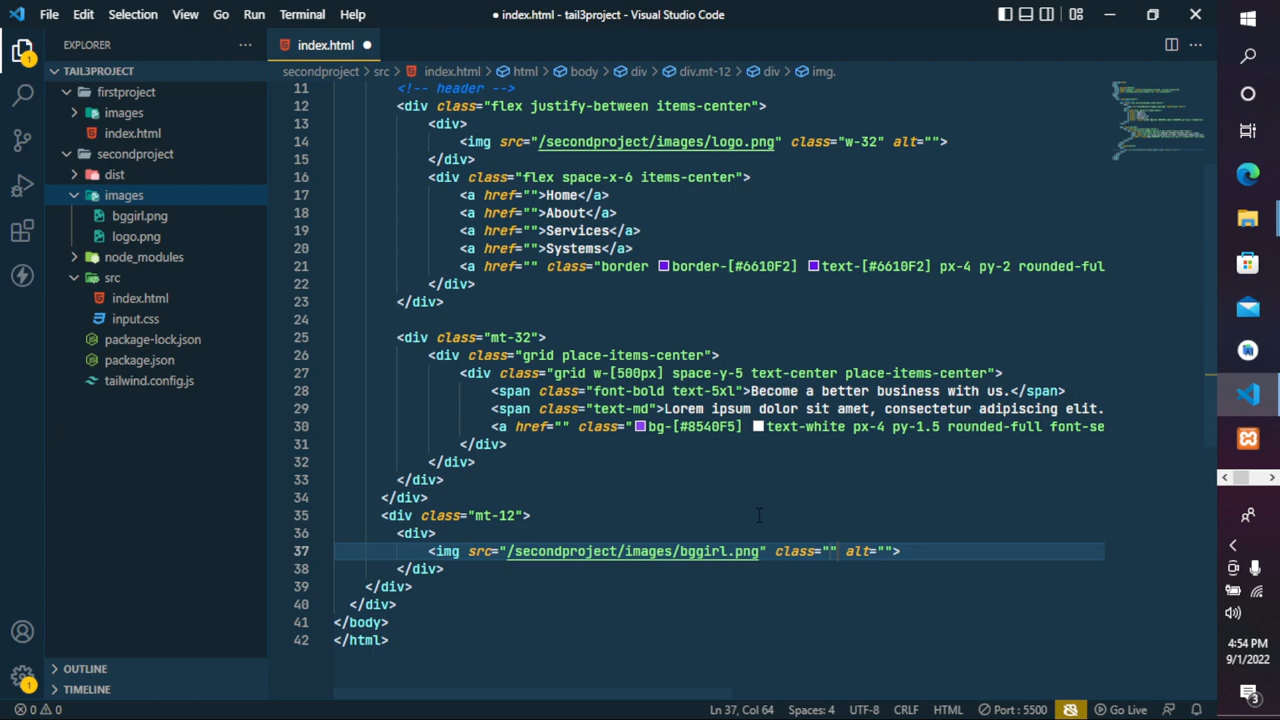 File Edit Selection View Go Run Terminal Help
● index.html - tail3project - Visual Studio Code
EXPLORER
index.html
TAIL3PROJECT
firstproject
images
index.html
secondproject
dist
images
bggirl.png
logo.png
node_modules
src
index.html
input.css
package-lock.json
package.json
tailwind.config.js
OUTLINE
TIMELINE
1
1
secondproject > src > index.html > html > body > div > div.mt-12 > div > img.
11 <!-- header -->
12 <div class="flex justify-between items-center">
13 <div>
14 <img src="/secondproject/images/logo.png" class="w-32" alt="">
15 </div>
16 <div class="flex space-x-6 items-center">
17 <a href="">Home</a>
18 <a href="">About</a>
19 <a href="">Services</a>
20 <a href="">Systems</a>
21 <a href="" class="border border-[#6610F2] text-[#6610F2] px-4 py-2 rounded-ful
22 </div>
23 </div>
24
25 <div class="mt-32">
26 <div class="grid place-items-center">
27 <div class="grid w-[500px] space-y-5 text-center place-items-center">
28 <span class="font-bold text-5xl">Become a better business with us.</span>
29 <span class="text-md">Lorem ipsum dolor sit amet, consectetur adipiscing elit.
30 <a href="" class="bg-[#8540F5] text-white px-4 py-1.5 rounded-full font-se
31 </div>
32 </div>
33 </div>
34 </div>
35 <div class="mt-12">
36 <div>
37 <img src="/secondproject/images/bggirl.png" class="" alt="">
38 </div>
39 </div>
40 </div>
41 </body>
42 </html>
0 0 Ln 37, Col 64 Spaces: 4 UTF-8 CRLF HTML Port : 5500 Go Live
4:54 PM
9/1/2022
3